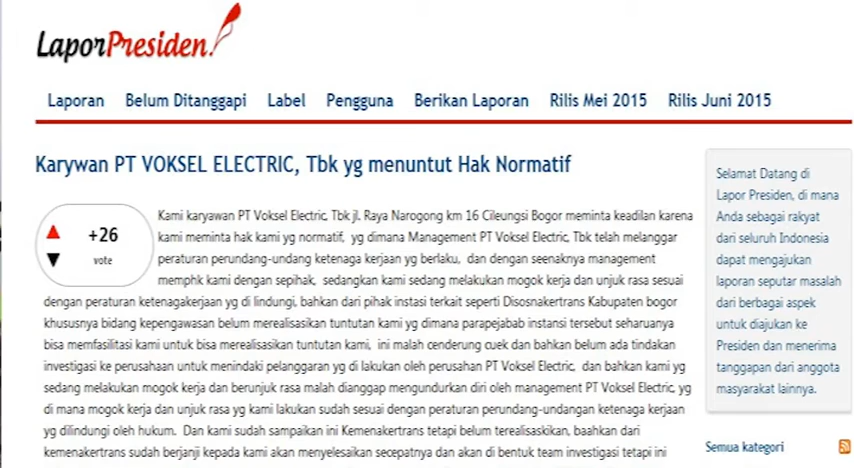 LaporPresiden!
Laporan Belum Ditanggapi Label Pengguna Berikan Laporan Rilis Mei 2015 Rilis Juni 2015
Karywan PT VOKSEL ELECTRIC, Tbk yg menuntut Hak Normatif
+26
vote
Kami karyawan PT Voksel Electric, Tbk jl. Raya Narogong km 16 Cileungsi Bogor meminta keadilan karena
kami meminta hak kami yg normatif, yg dimana Management PT Voksel Electric, Tbk telah melanggar
peraturan perundang-undang ketenaga kerjaan yg berlaku, dan dengan seenaknya management
memphk kami dengan sepihak, sedangkan kami sedang melakukan mogok kerja dan unjuk rasa sesuai
dengan peraturan ketenagakerjaan yg di lindungi, bahkan dari pihak instasi terkait seperti Disosnakertrans Kabupaten bogor
khususnya bidang kepengawasan belum merealisasikan tuntutan kami yg dimana parapejabab instansi tersebut seharuanya
bisa memfasilitasi kami untuk bisa merealisasikan tuntutan kami, ini malah cenderung cuek dan bahkan belum ada tindakan
investigasi ke perusahaan untuk menindaki pelanggaran yg di lakukan oleh perusahan PT Voksel Electric, dan bahkan kami yg
sedang melakukan mogok kerja dan berunjuk rasa malah dianggap mengundurkan diri oleh management PT Voksel Electric, yg
di mana mogok kerja dan unjuk rasa yg kami lakukan sudah sesuai dengan peraturan perundang-undangan ketenaga kerjaan
yg dilindungi oleh hukum. Dan kami sudah sampaikan ini Kemenakertrans tetapi belum terealisaskikan, baahkan dari
kemenakertrans sudah berjanji kepada kami akan menyelesaikan secepatnya dan akan di bentuk team investigasi tetapi ini
Selamat Datang di
Lapor Presiden, di mana
Anda sebagai rakyat
dari seluruh Indonesia
dapat mengajukan
laporan seputar masalah
dari berbagai aspek
untuk diajukan ke
Presiden dan menerima
tanggapan dari anggota
masyarakat lainnya.
Semua kategori